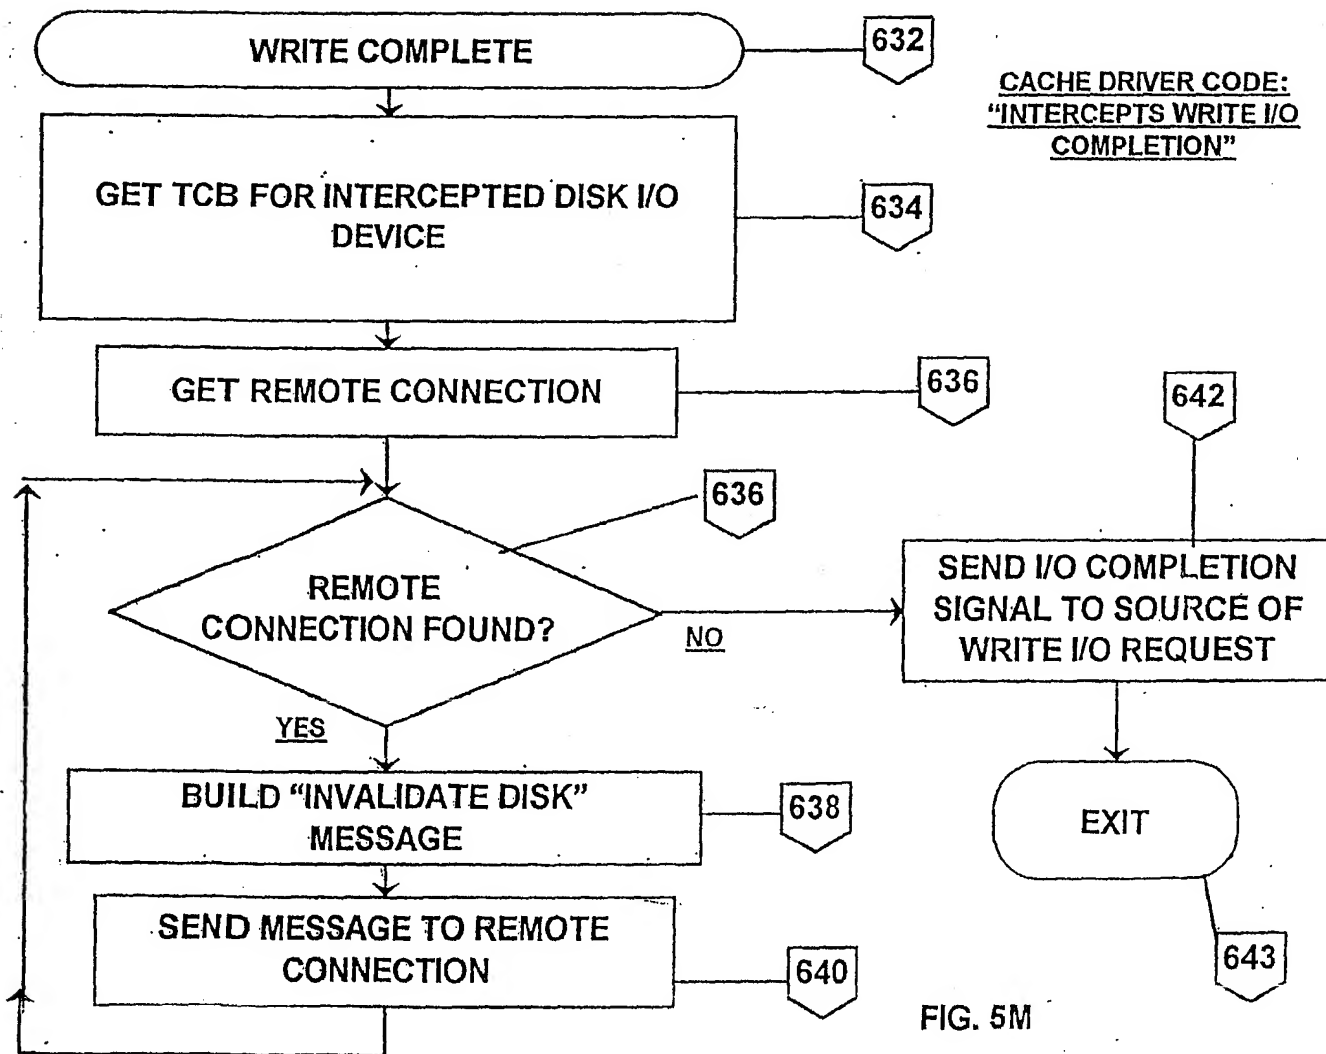 WRITE COMPLETE
632
CACHE DRIVER CODE:
“INTERCEPTS WRITE I/O
COMPLETION”
GET TCB FOR INTERCEPTED DISK I/O
DEVICE
634
GET REMOTE CONNECTION
636
642
636
REMOTE
CONNECTION FOUND?
NO
YES
SEND I/O COMPLETION
SIGNAL TO SOURCE OF
WRITE I/O REQUEST
BUILD “INVALIDATE DISK”
MESSAGE
638
EXIT
SEND MESSAGE TO REMOTE
CONNECTION
640
643
FIG. 5M